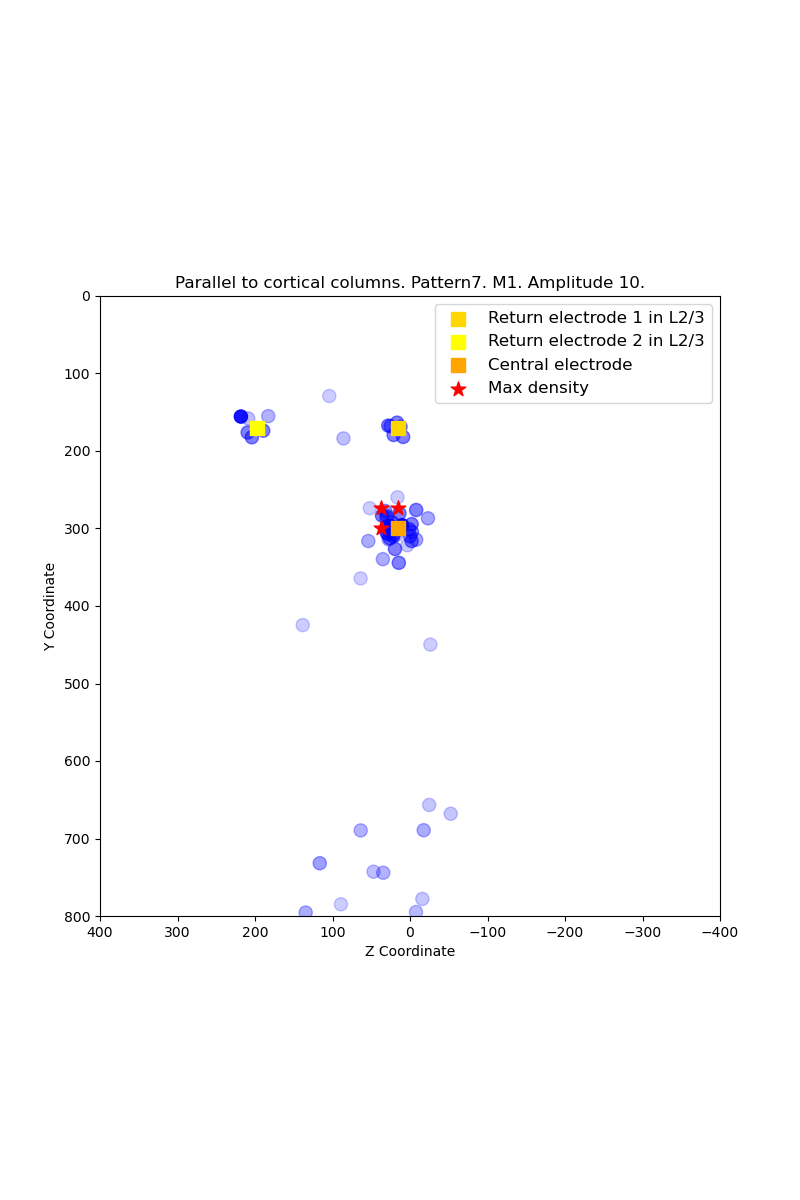 Parallel to cortical columns. Pattern7. M1. Amplitude 10.
Return electrode 1 in L2/3
Return electrode 2 in L2/3
Central electrode
Max density
0
100
200
300
400
500
600
700
800
Y Coordinate
400 300 200 100 0 −100 −200 −300 −400
Z Coordinate